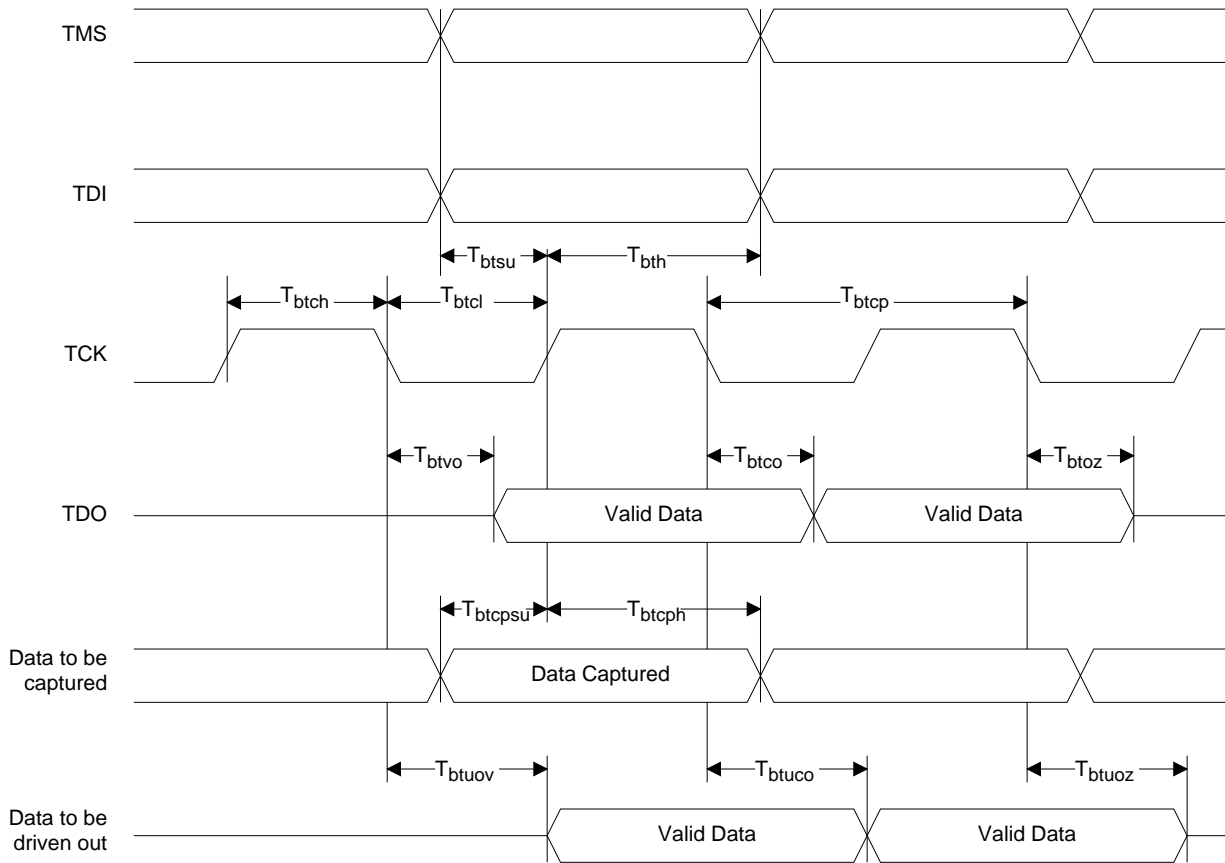 TMS
TDI
Tbtsu Tbth
Tbtch Tbtcl Tbtcp
TCK
Tbtvo Tbtco Tbtoz
TDO Valid Data Valid Data
Tbtcpsu Tbtcph
Data to be
captured
Data Captured
Tbtuov Tbtuco Tbtuoz
Data to be
driven out
Valid Data Valid Data